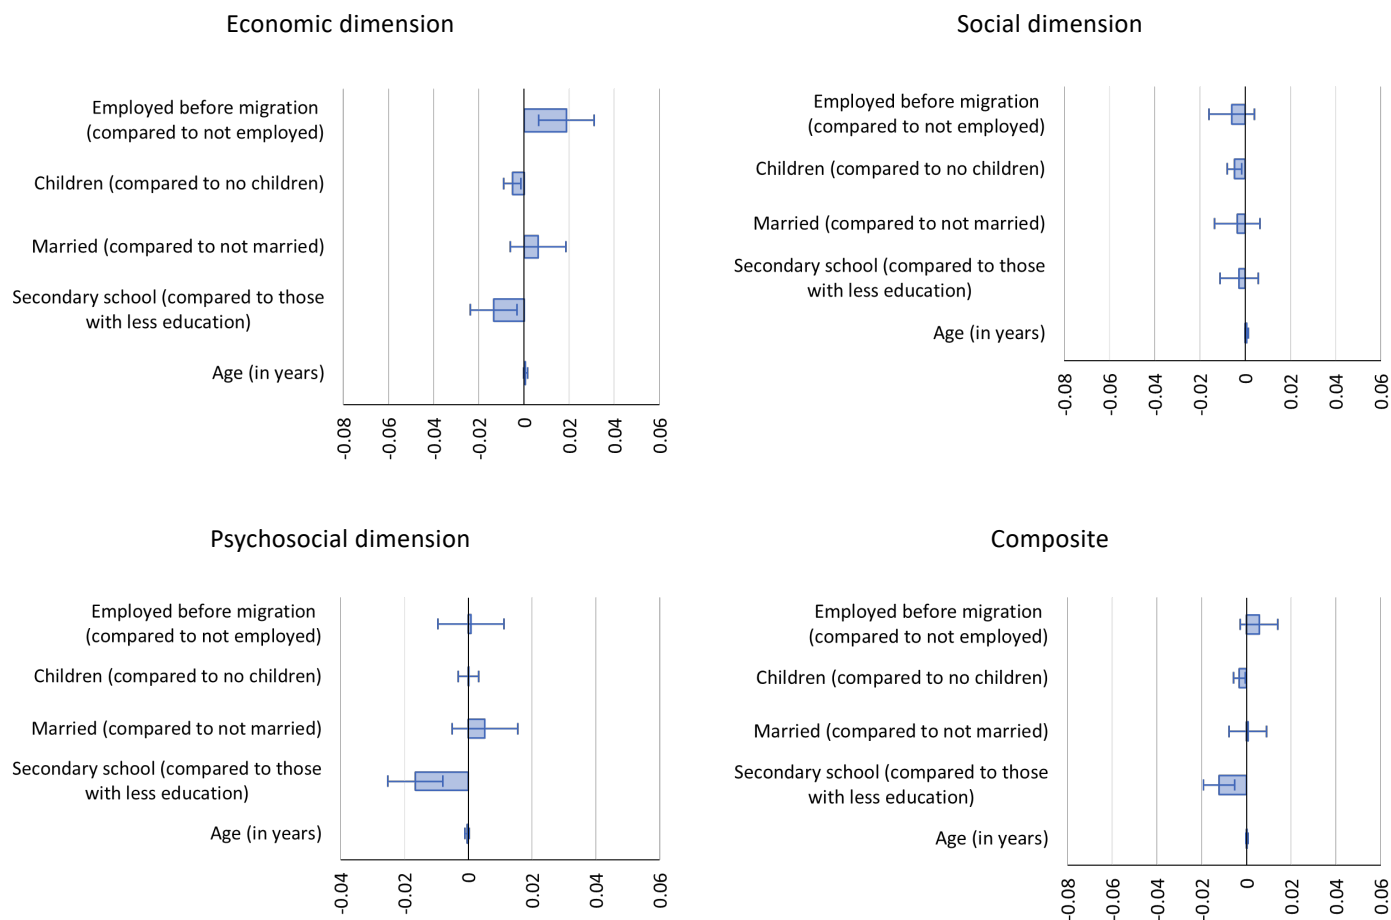 Economic dimension
Employed before migration
(compared to not employed)
Children (compared to no children)
Married (compared to not married)
Secondary school (compared to those
with less education)
Age (in years)
-0.08
-0.06
-0.04
-0.02
0
0.02
0.04
0.06
Social dimension
Employed before migration
(compared to not employed)
Children (compared to no children)
Married (compared to not married)
Secondary school (compared to those
with less education)
Age (in years)
-0.08
-0.06
-0.04
-0.02
0
0.02
0.04
0.06
Psychosocial dimension
Employed before migration
(compared to not employed)
Children (compared to no children)
Married (compared to not married)
Secondary school (compared to those
with less education)
Age (in years)
-0.04
-0.02
0
0.02
0.04
0.06
Composite
Employed before migration
(compared to not employed)
Children (compared to no children)
Married (compared to not married)
Secondary school (compared to those
with less education)
Age (in years)
-0.08
-0.06
-0.04
-0.02
0
0.02
0.04
0.06